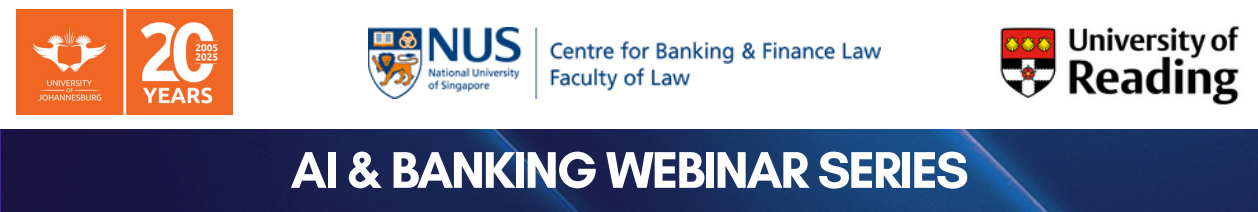 UNIVERSITY
OF
JOHANNESBURG
20
2005
2025
YEARS
NUS
National University
of Singapore
Centre for Banking & Finance Law
Faculty of Law
University of
Reading
AI & BANKING WEBINAR SERIES